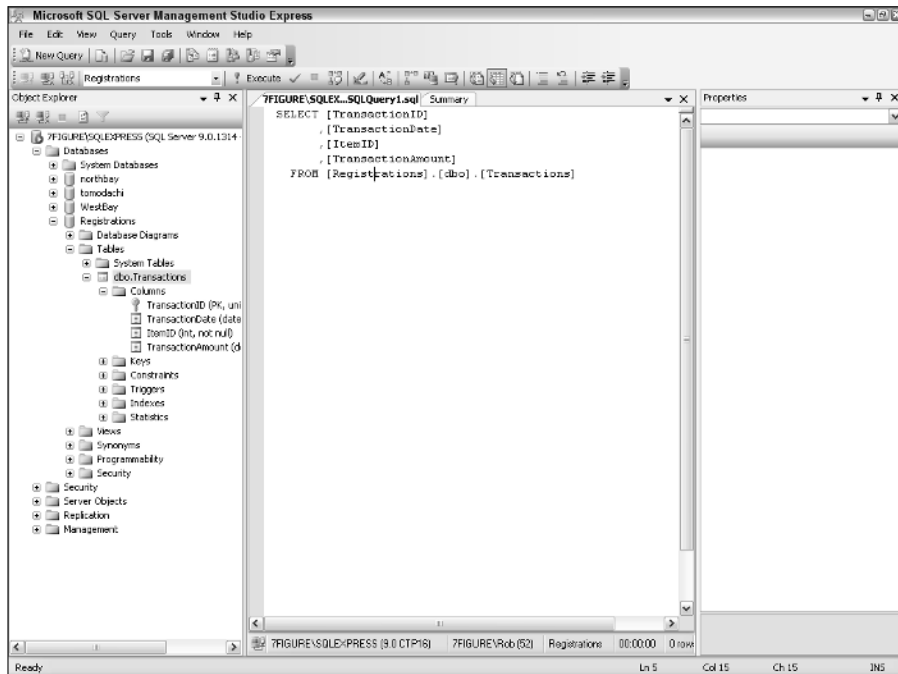 Microsoft SQL Server Management Studio Express
File Edit View Query Tools Window Help
New Query
Registrations
Execute
Object Explorer
7FIGURE\SQLEXPRESS (SQL Server 9.0.1314 -
Databases
System Databases
northbay
tomodachi
WestBay
Registrations
Database Diagrams
Tables
System Tables
dbo.Transactions
Columns
TransactionID (PK, uni
TransactionDate (date
ItemID (int, not null)
TransactionAmount (d
Keys
Constraints
Triggers
Indexes
Statistics
Views
Synonyms
Programmability
Security
Security
Server Objects
Replication
Management
7FIGURE\SQLEX...SQLQuery1.sql Summary
SELECT [TransactionID]
,[TransactionDate]
,[ItemID]
,[TransactionAmount]
FROM [Registrations].[dbo].[Transactions]
Properties
7FIGURE\SQLEXPRESS (9.0 CTP16) 7FIGURE\Rob (52) Registrations 00:00:00 0 rows
Ready Ln 5 Col 15 Ch 15 INS